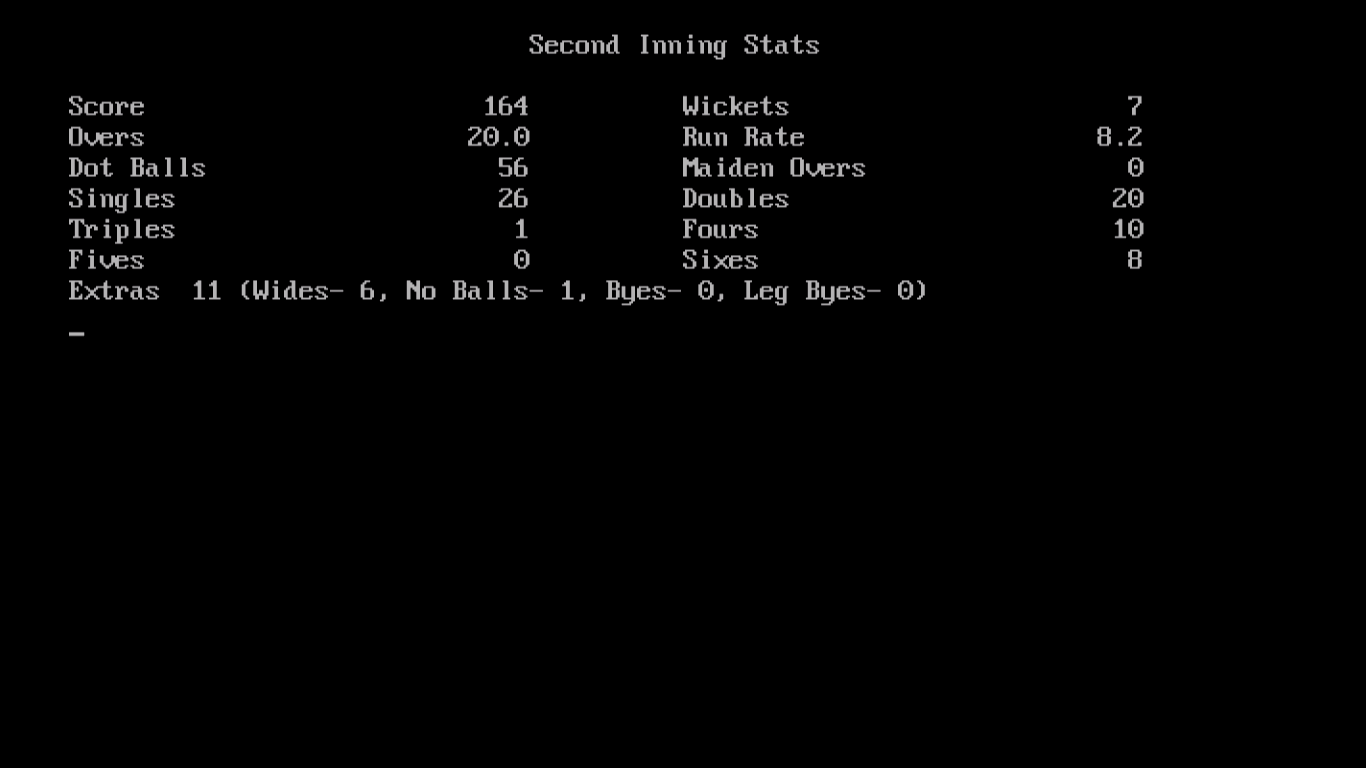 Second Inning Stats
Score 164 Wickets 7
Overs 20.0 Run Rate 8.2
Dot Balls 56 Maiden Overs 0
Singles 26 Doubles 20
Triples 1 Fours 10
Fives 0 Sixes 8
Extras 11 (Wides- 6, No Balls- 1, Byes- 0, Leg Byes- 0)
_